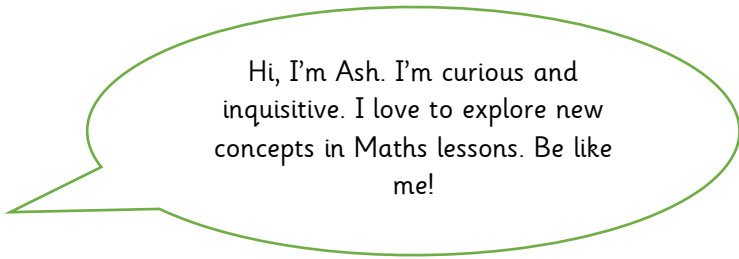 Hi, I'm Ash. I'm curious and
inquisitive. I love to explore new
concepts in Maths lessons. Be like
me!